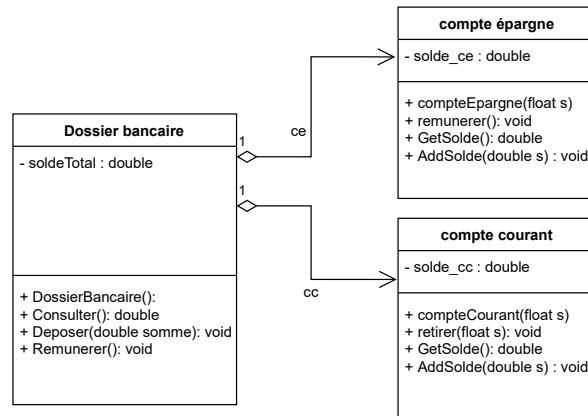 Dossier bancaire
- soldeTotal : double
+ DossierBancaire():
+ Consulter(): double
+ Deposer(double somme): void
+ Remunerer(): void
1
ce
1
cc
compte épargne
- solde_ce : double
+ compteEpargne(float s)
+ remunerer(): void
+ GetSolde(): double
+ AddSolde(double s) : void
compte courant
- solde_cc : double
+ compteCourant(float s)
+ retirer(float s): void
+ GetSolde(): double
+ AddSolde(double s) : void